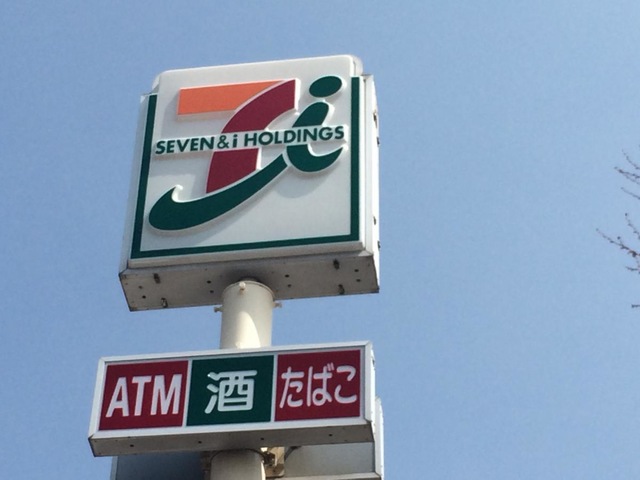 SEVEN & i HOLDINGS
ATM 酒 たばこ